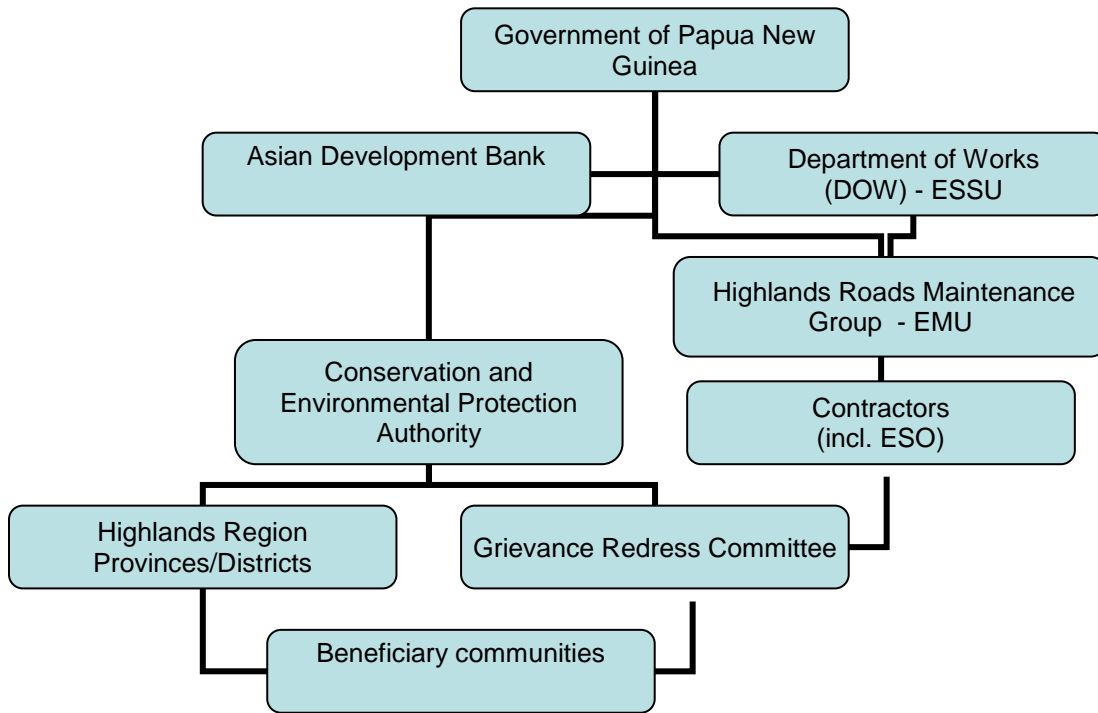 Government of Papua New
Guinea
Asian Development Bank
Department of Works
(DOW) - ESSU
Highlands Roads Maintenance
Group - EMU
Conservation and
Environmental Protection
Authority
Contractors
(incl. ESO)
Highlands Region
Provinces/Districts
Grievance Redress Committee
Beneficiary communities